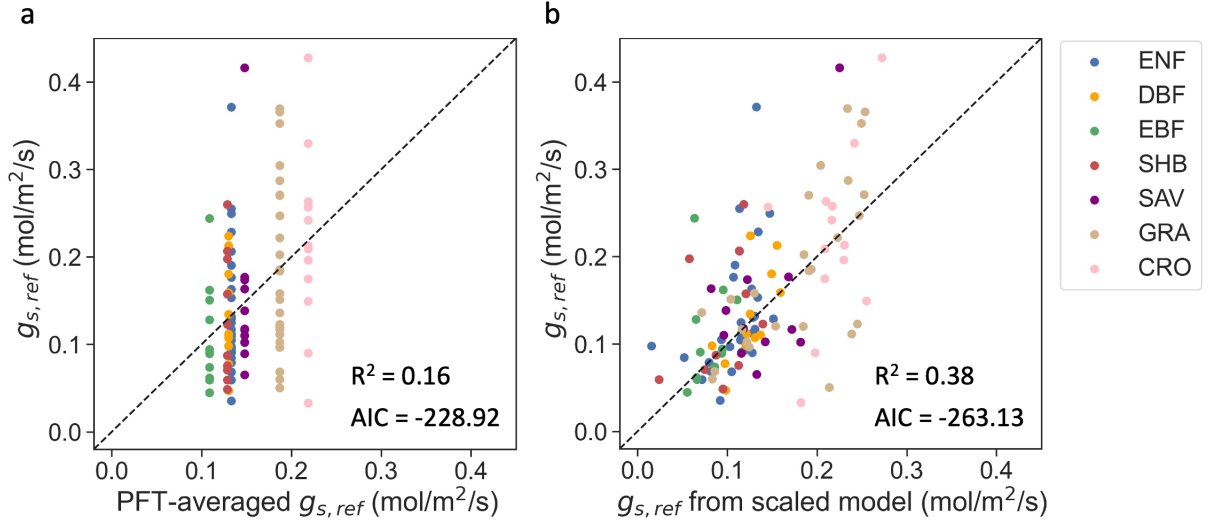 a
b
0.4
0.3
0.2
0.1
0.0
g_{s, ref} (mol/m²/s)
R² = 0.16
AIC = -228.92
0.0 0.1 0.2 0.3 0.4
PFT-averaged g_{s, ref} (mol/m²/s)
0.4
0.3
0.2
0.1
0.0
g_{s, ref} (mol/m²/s)
R² = 0.38
AIC = -263.13
0.0 0.1 0.2 0.3 0.4
g_{s, ref} from scaled model (mol/m²/s)
ENF
DBF
EBF
SHB
SAV
GRA
CRO